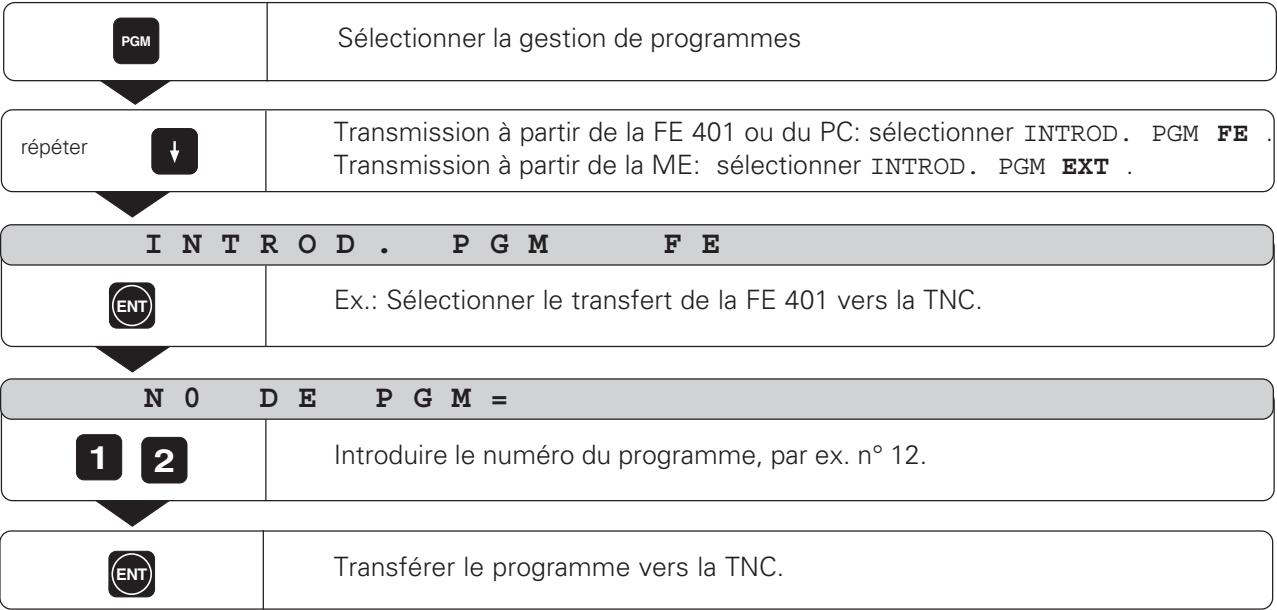 PGM
Sélectionner la gestion de programmes
répéter
Transmission à partir de la FE 401 ou du PC: sélectionner INTROD. PGM FE .
Transmission à partir de la ME: sélectionner INTROD. PGM EXT .
INTROD. PGM FE
ENT
Ex.: Sélectionner le transfert de la FE 401 vers la TNC.
N0 DE PGM=
1 2
Introduire le numéro du programme, par ex. n° 12.
ENT
Transférer le programme vers la TNC.